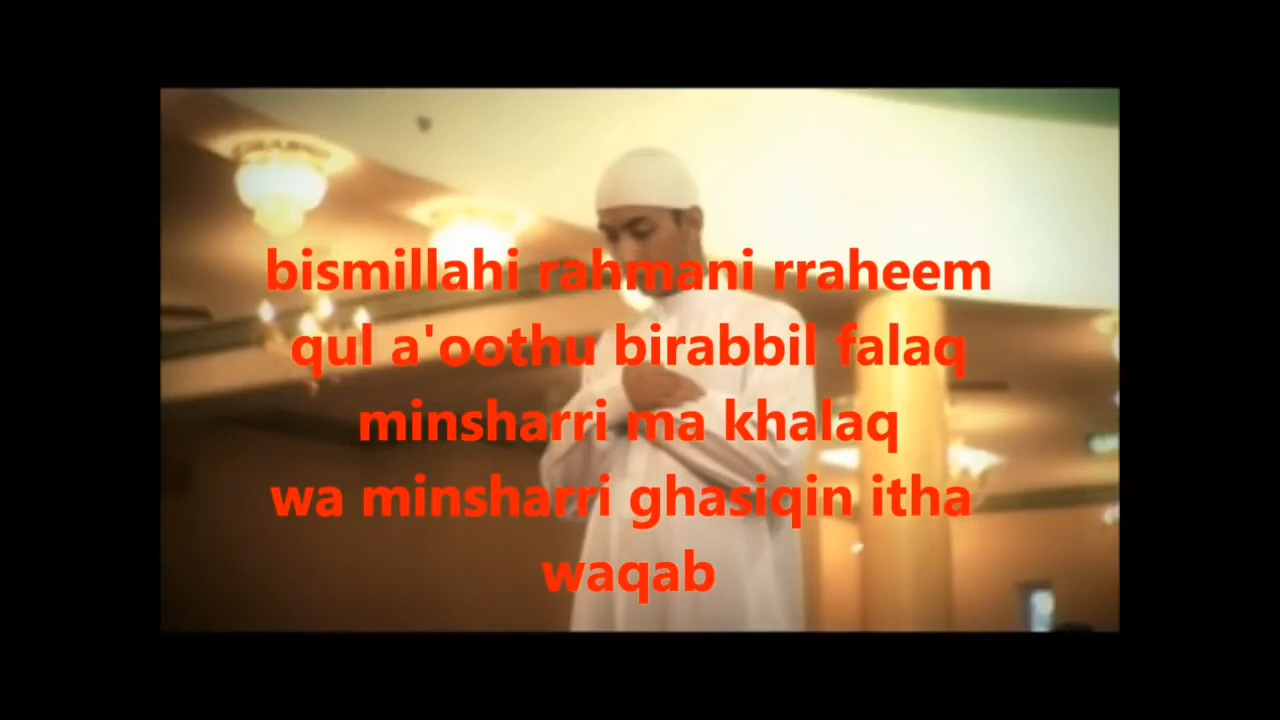 bismillahi rahmani rraheem
qul a'oothu birabbil falaq
minsharri ma khalaq
wa minsharri ghasiqin itha
waqab